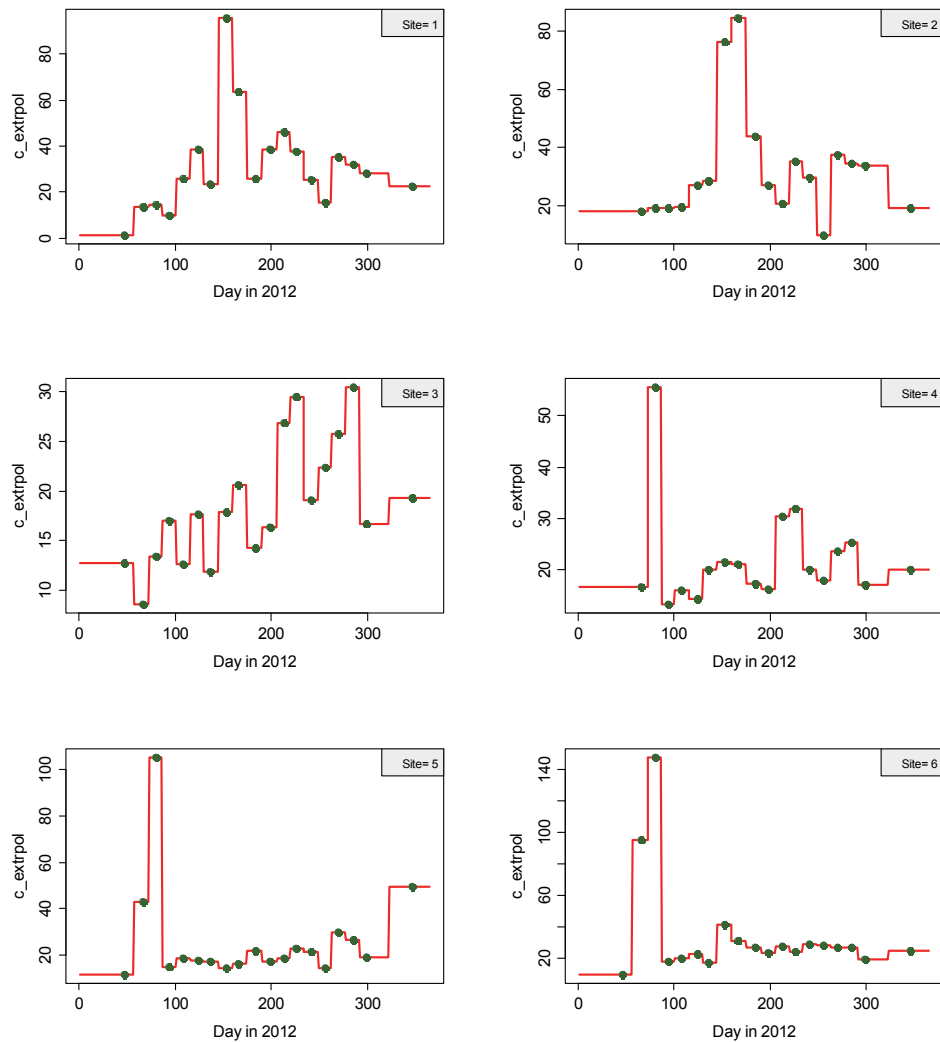 Site= 1
c_extrpol
0 20 40 60 80
0 100 200 300
Day in 2012
Site= 2
c_extrpol
20 40 60 80
0 100 200 300
Day in 2012
Site= 3
c_extrpol
10 15 20 25 30
0 100 200 300
Day in 2012
Site= 4
c_extrpol
20 30 40 50
0 100 200 300
Day in 2012
Site= 5
c_extrpol
20 40 60 80 100
0 100 200 300
Day in 2012
Site= 6
c_extrpol
20 60 100 140
0 100 200 300
Day in 2012